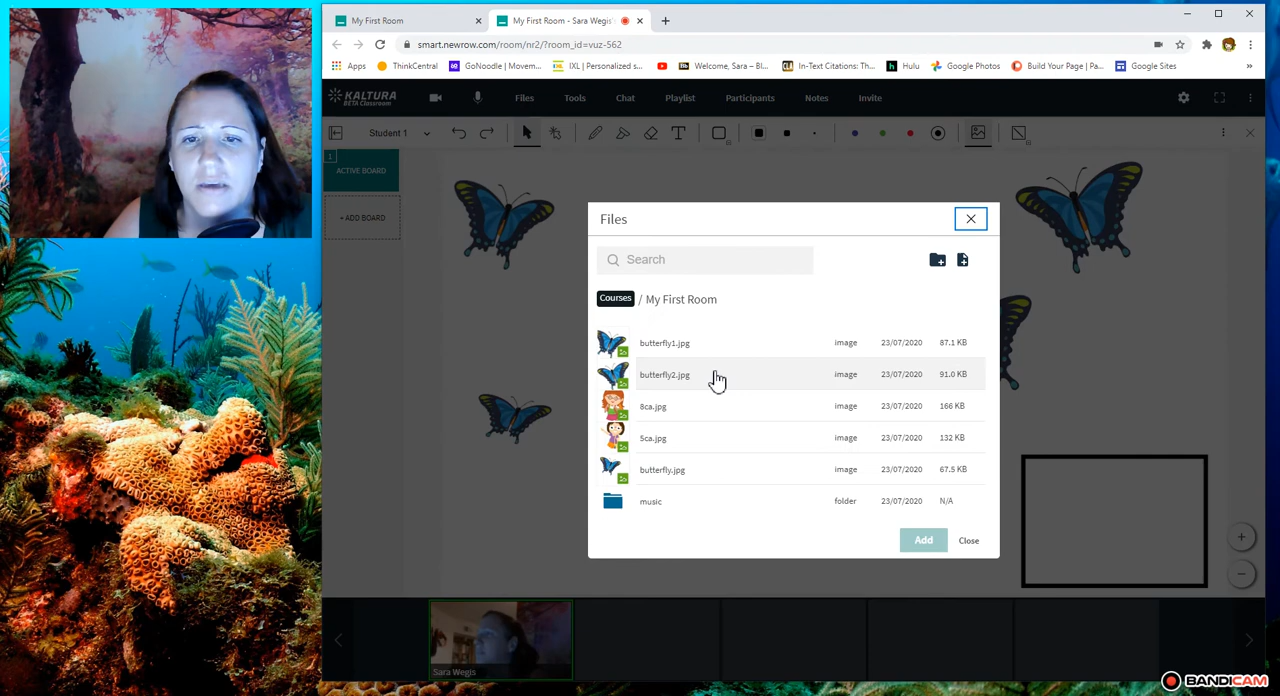 My First Room
My First Room - Sara Wegis'
smart.newrow.com/room/nr2/?room_id=vuz-562
Apps ThinkCentral GoNoodle | Movem... IXL | Personalized s... Welcome, Sara – Bl... In-Text Citations: Th... Hulu Google Photos Build Your Page | Pa... Google Sites »
KALTURA
BETA Classroom
Files Tools Chat Playlist Participants Notes Invite
Student 1
1
ACTIVE BOARD
+ ADD BOARD
Files
Search
Courses / My First Room
butterfly1.jpg image 23/07/2020 87.1 KB
butterfly2.jpg image 23/07/2020 91.0 KB
8ca.jpg image 23/07/2020 166 KB
5ca.jpg image 23/07/2020 132 KB
butterfly.jpg image 23/07/2020 67.5 KB
music folder 23/07/2020 N/A
Add Close
Sara Wegis
BANDICAM